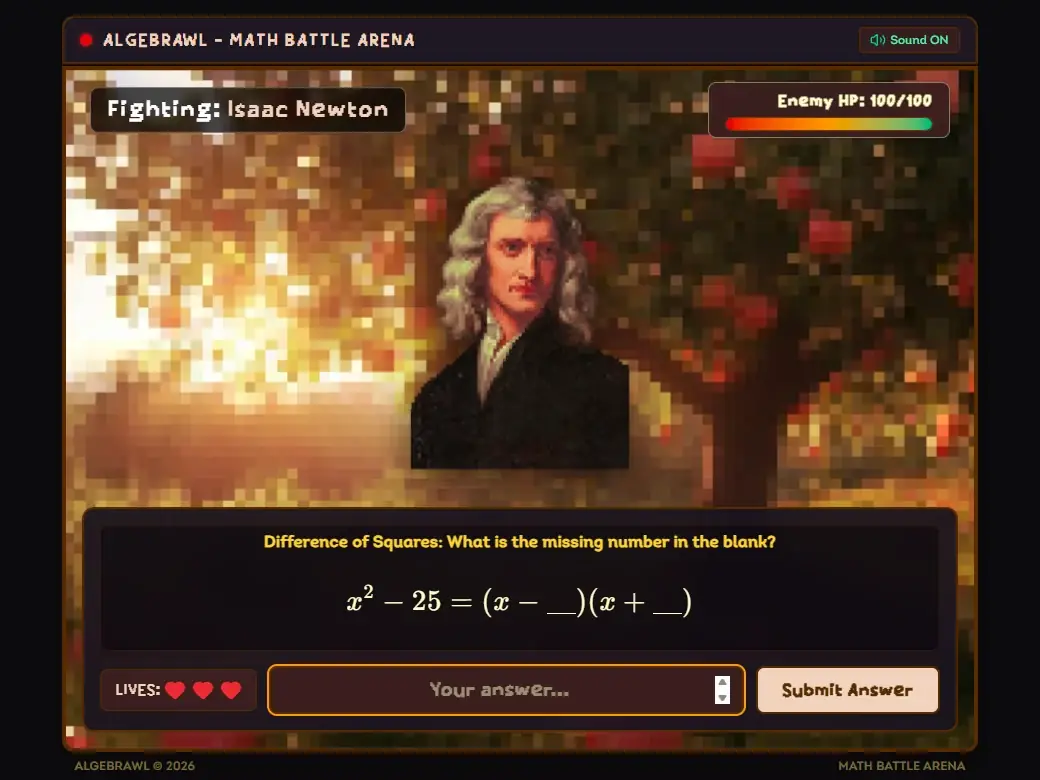 ALGEBRAWL - MATH BATTLE ARENA
Sound ON
Fighting: Isaac Newton
Enemy HP: 100/100
Difference of Squares: What is the missing number in the blank?
x² − 25 = (x − __)(x + __)
LIVES:
Your answer...
Submit Answer
ALGEBRAWL © 2026
MATH BATTLE ARENA